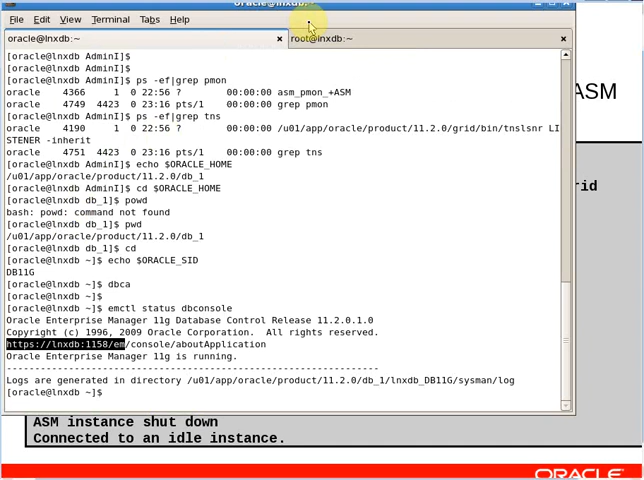 oracle@lnxdb:~
File Edit View Terminal Tabs Help
oracle@lnxdb:~ root@lnxdb:~
[oracle@lnxdb AdminI]$
[oracle@lnxdb AdminI]$
[oracle@lnxdb AdminI]$ ps -ef|grep pmon
oracle 4366 1 0 22:56 ? 00:00:00 asm_pmon_+ASM
oracle 4749 4423 0 23:16 pts/1 00:00:00 grep pmon
[oracle@lnxdb AdminI]$ ps -ef|grep tns
oracle 4190 1 0 22:56 ? 00:00:00 /u01/app/oracle/product/11.2.0/grid/bin/tnslsnr LI
STENER -inherit
oracle 4751 4423 0 23:16 pts/1 00:00:00 grep tns
[oracle@lnxdb AdminI]$ echo $ORACLE_HOME
/u01/app/oracle/product/11.2.0/db_1
[oracle@lnxdb AdminI]$ cd $ORACLE_HOME
[oracle@lnxdb db_1]$ powd
bash: powd: command not found
[oracle@lnxdb db_1]$ pwd
/u01/app/oracle/product/11.2.0/db_1
[oracle@lnxdb db_1]$ cd
[oracle@lnxdb ~]$ echo $ORACLE_SID
DB11G
[oracle@lnxdb ~]$ dbca
[oracle@lnxdb ~]$
[oracle@lnxdb ~]$ emctl status dbconsole
Oracle Enterprise Manager 11g Database Control Release 11.2.0.1.0
Copyright (c) 1996, 2009 Oracle Corporation. All rights reserved.
https://lnxdb:1158/em/console/aboutApplication
Oracle Enterprise Manager 11g is running.
------------------------------------------------------------------
Logs are generated in directory /u01/app/oracle/product/11.2.0/db_1/lnxdb_DB11G/sysman/log
[oracle@lnxdb ~]$
ASM
rid
ASM instance shut down
Connected to an idle instance.
ORACLE